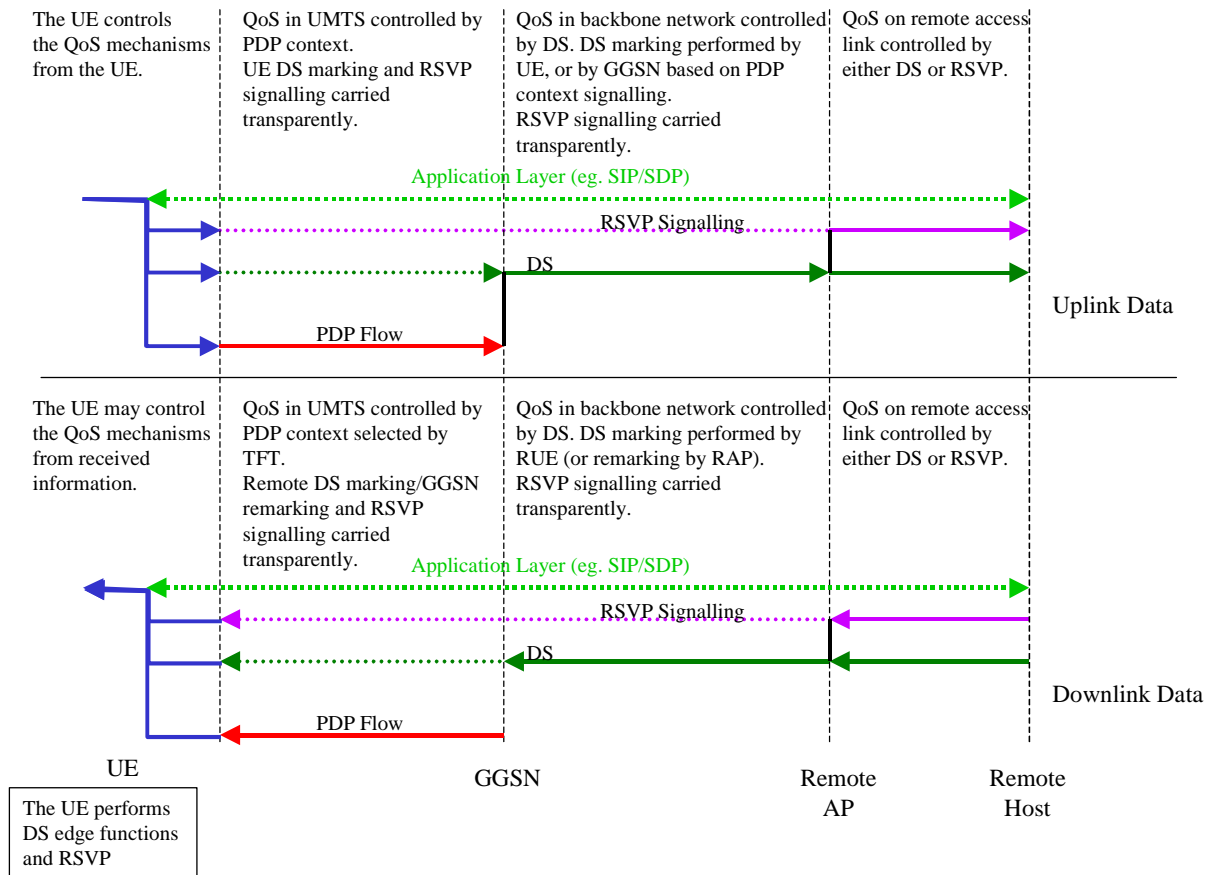 The UE controls
the QoS mechanisms
from the UE.
QoS in UMTS controlled by
PDP context.
UE DS marking and RSVP
signalling carried
transparently.
QoS in backbone network controlled
by DS. DS marking performed by
UE, or by GGSN based on PDP
context signalling.
RSVP signalling carried
transparently.
QoS on remote access
link controlled by
either DS or RSVP.
Application Layer (eg. SIP/SDP)
RSVP Signalling
DS
PDP Flow
Uplink Data
The UE may control
the QoS mechanisms
from received
information.
QoS in UMTS controlled by
PDP context selected by
TFT.
Remote DS marking/GGSN
remarking and RSVP
signalling carried
transparently.
QoS in backbone network controlled
by DS. DS marking performed by
RUE (or remarking by RAP).
RSVP signalling carried
transparently.
QoS on remote access
link controlled by
either DS or RSVP.
Application Layer (eg. SIP/SDP)
RSVP Signalling
DS
PDP Flow
Downlink Data
UE
GGSN
Remote
AP
Remote
Host
The UE performs
DS edge functions
and RSVP